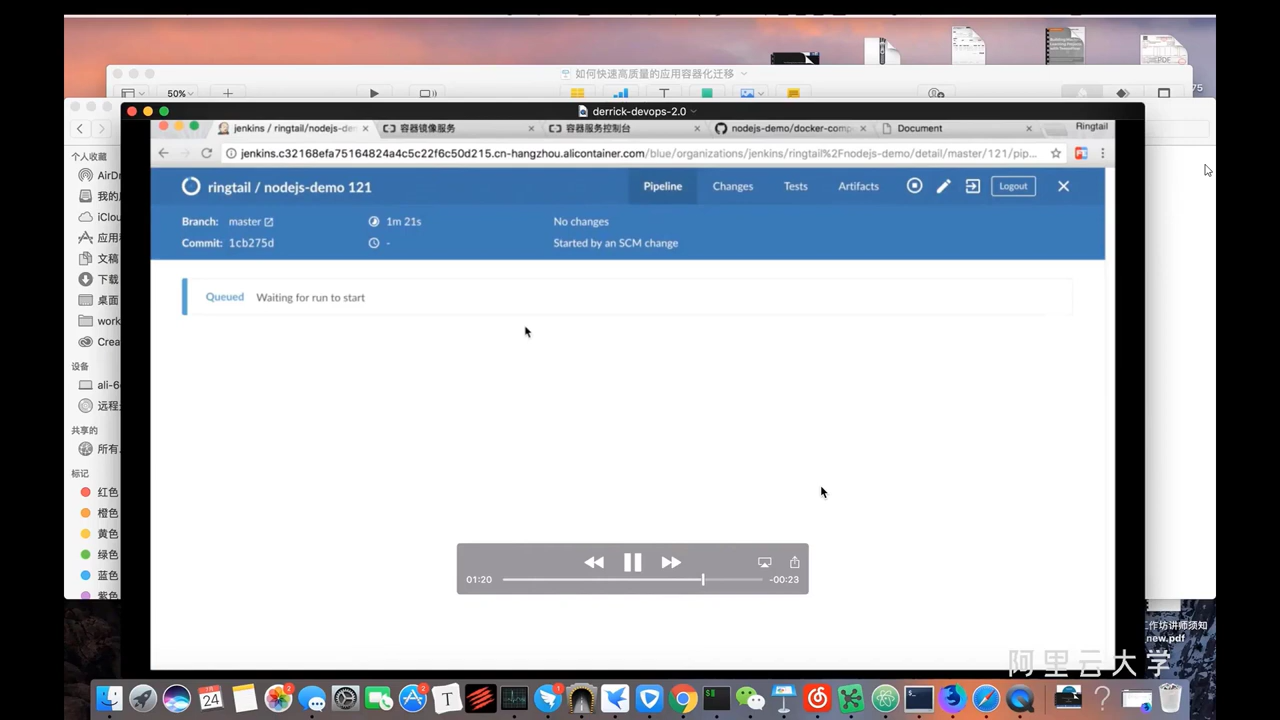 如何快速高质量的应用容器化迁移
50%
75
derrick-devops-2.0
jenkins / ringtail/nodejs-de
容器镜像服务
容器服务控制台
nodejs-demo/docker-comp
Document
Ringtail
jenkins.c32168efa75164824a4c5c22f6c50d215.cn-hangzhou.alicontainer.com/blue/organizations/jenkins/ringtail%2Fnodejs-demo/detail/master/121/pip...
ringtail / nodejs-demo 121
Pipeline
Changes
Tests
Artifacts
Logout
Branch: master
1m 21s
No changes
Commit: 1cb275d
-
Started by an SCM change
Queued Waiting for run to start
个人收藏
AirD
我的
iClou
应用
文稿
下载
桌面
work
Crea
设备
ali-6
远程
共享的
所有
标记
红色
橙色
黄色
绿色
蓝色
紫色
01:20
-00:23
工作坊讲师须知
new.pdf
阿里云大学
24